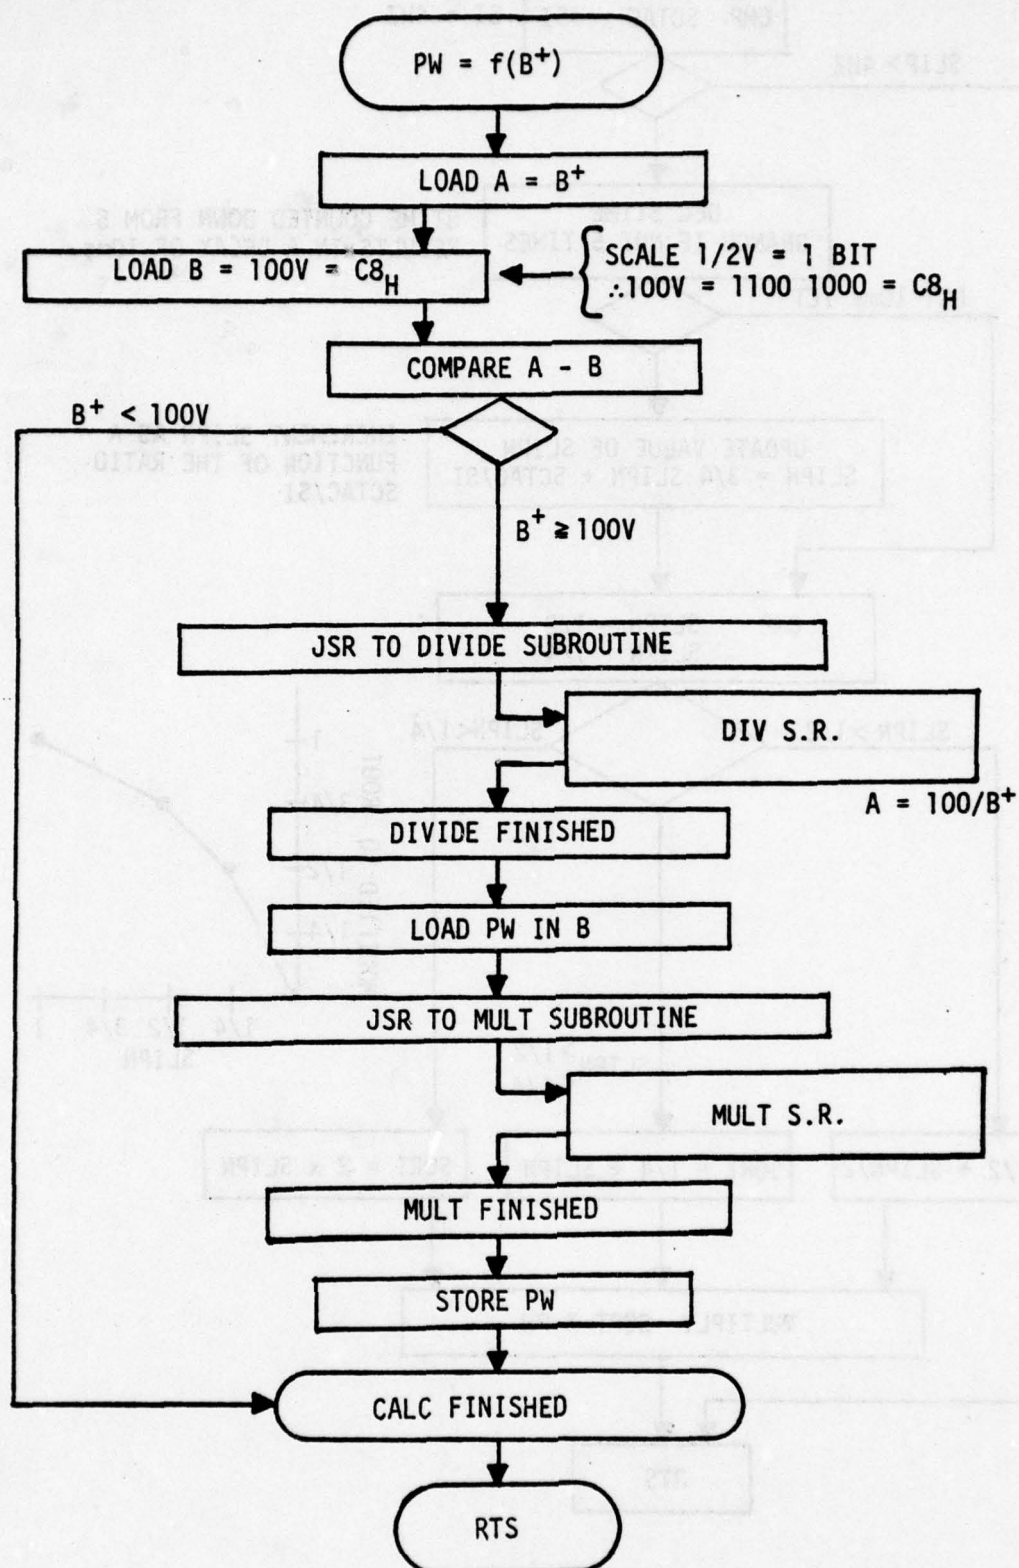 PW = f(B+)
LOAD A = B+
LOAD B = 100V = C8H
SCALE 1/2V = 1 BIT
∴100V = 1100 1000 = C8H
COMPARE A - B
B+ < 100V
B+ ≧ 100V
JSR TO DIVIDE SUBROUTINE
DIV S.R.
A = 100/B+
DIVIDE FINISHED
LOAD PW IN B
JSR TO MULT SUBROUTINE
MULT S.R.
MULT FINISHED
STORE PW
CALC FINISHED
RTS